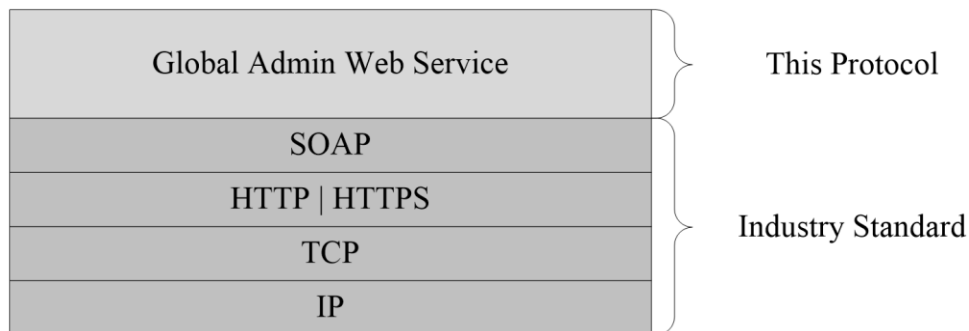 Global Admin Web Service
This Protocol
SOAP
HTTP | HTTPS
TCP
IP
Industry Standard